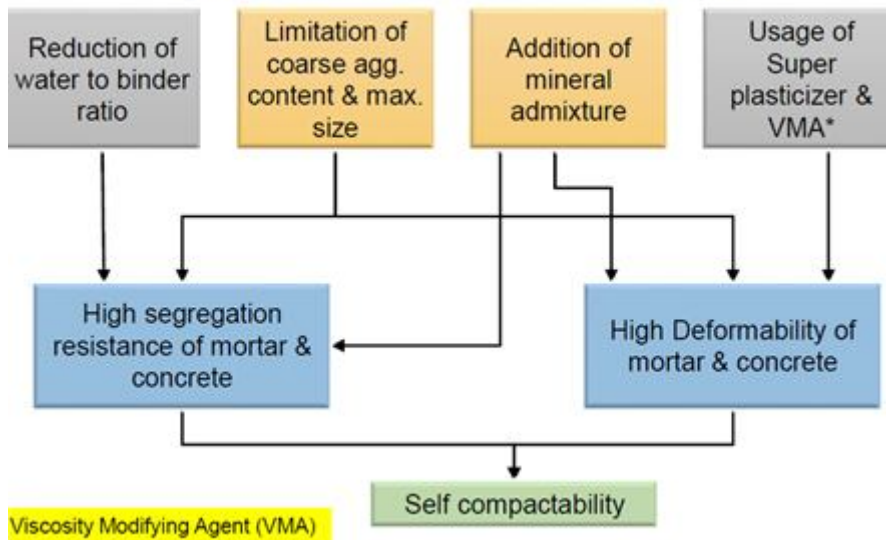 Reduction of
water to binder
ratio
Limitation of
coarse agg.
content & max.
size
Addition of
mineral
admixture
Usage of
Super
plasticizer &
VMA*
High segregation
resistance of mortar &
concrete
High Deformability of
mortar & concrete
Self compactability
Viscosity Modifying Agent (VMA)